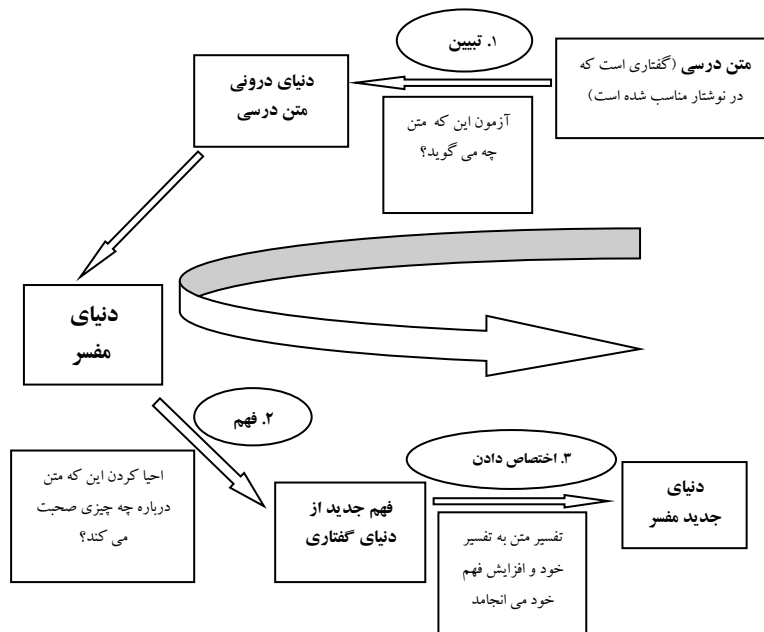 ۱. تبیین
متن درسی (گفتاری است که
در نوشتار مناسب شده است)
دنیای درونی
متن درسی
آزمون این که متن
چه می گوید؟
دنیای
مفسر
۲. فهم
احیا کردن این که متن
درباره چه چیزی صحبت
می کند؟
فهم جدید از
دنیای گفتاری
۳. اختصاص دادن
تفسیر متن به تفسیر
خود و افزایش فهم
خود می انجامد
دنیای
جدید مفسر